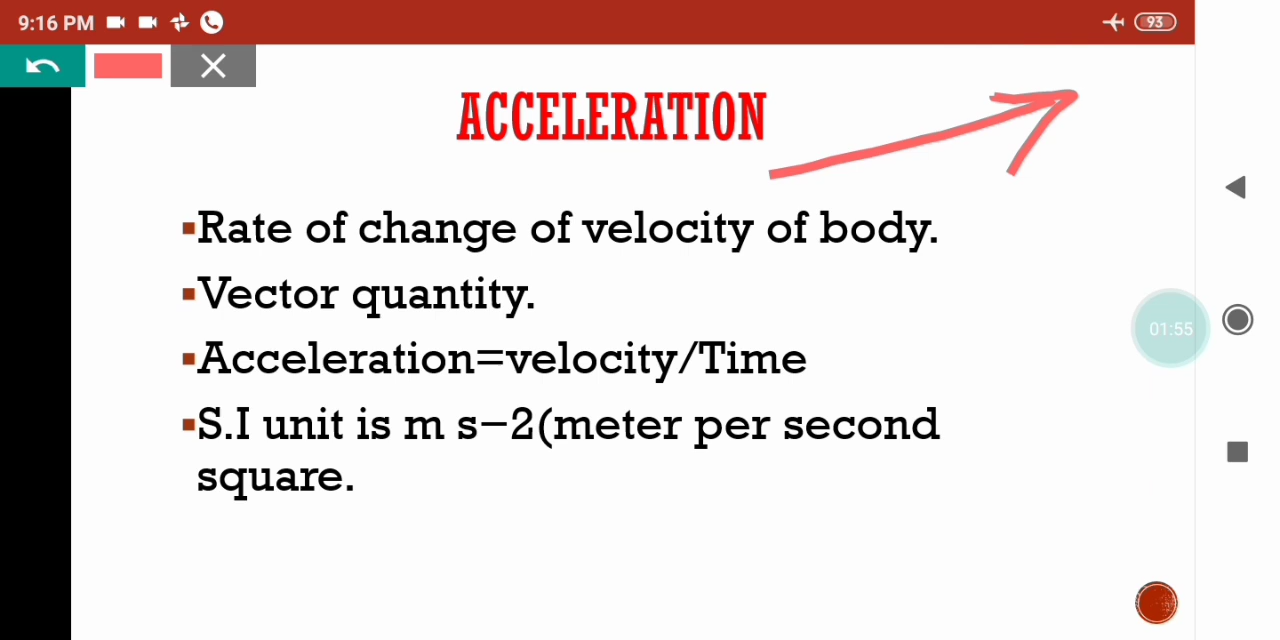 9:16 PM
93
ACCELERATION
Rate of change of velocity of body.
Vector quantity.
Acceleration=velocity/Time
01:55
S.I unit is m s−2(meter per second
square.